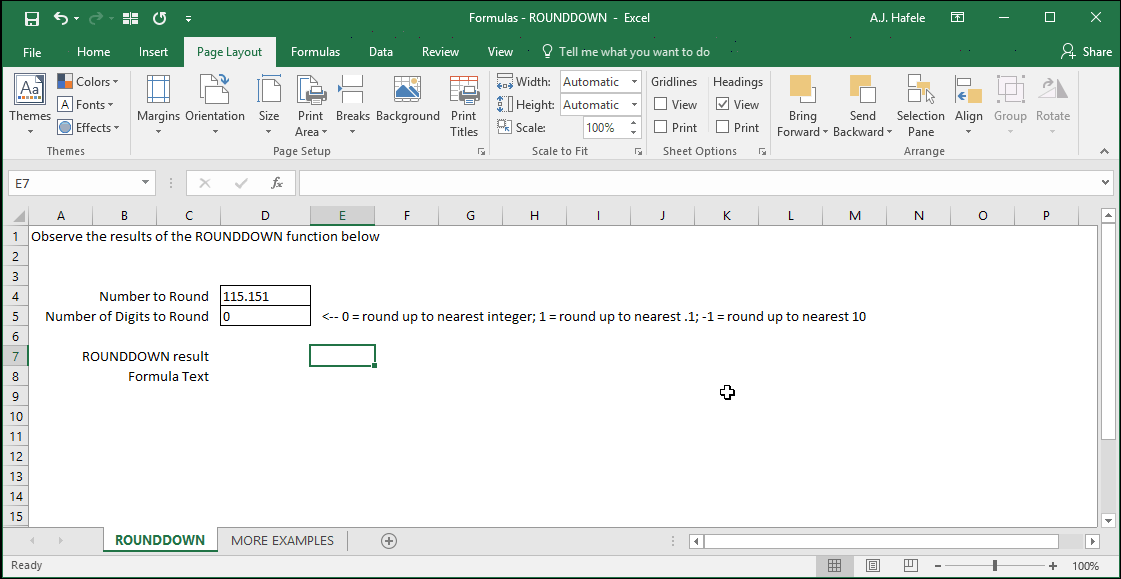 Formulas - ROUNDDOWN - Excel
A.J. Hafele
File Home Insert Page Layout Formulas Data Review View Tell me what you want to do Share
Themes
Colors
Fonts
Effects
Themes
Margins Orientation Size Print Area Breaks Background Print Titles
Page Setup
Width: Automatic
Height: Automatic
Scale: 100%
Scale to Fit
Gridlines Headings
View View
Print Print
Sheet Options
Bring Forward Send Backward Selection Pane Align Group Rotate
Arrange
E7 fx
A B C D E F G H I J K L M N O P
1 Observe the results of the ROUNDDOWN function below
2
3
4 Number to Round 115.151
5 Number of Digits to Round 0 <-- 0 = round up to nearest integer; 1 = round up to nearest .1; -1 = round up to nearest 10
6
7 ROUNDDOWN result
8 Formula Text
9
10
11
12
13
14
15
ROUNDDOWN MORE EXAMPLES
Ready 100%